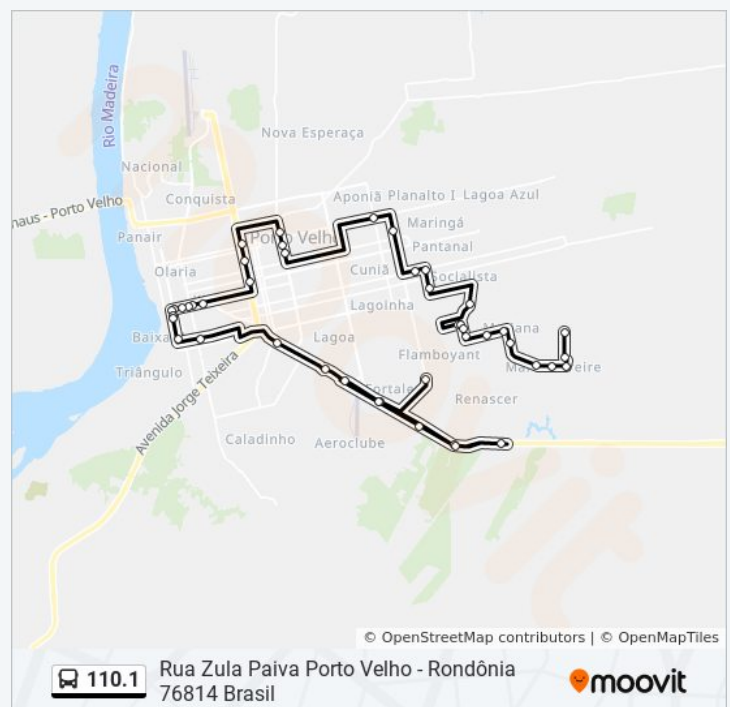 Rio Madeira
Nova Esperaça
Nacional
Conquista
Aponiã Planalto I Lagoa Azul
naus - Porto Velho
Maringá
Panair
Porto Velh
Pantanal
Olaria
Cuniã
Socialista
Lagoinha
Baixa
Lagoa
Flamboyant
Triângulo
Renascer
Avenida Jorge Teixeira
Caladinho
Aeroclube
© OpenStreetMap contributors | © OpenMapTiles
110.1
Rua Zula Paiva Porto Velho - Rondônia
76814 Brasil
moovit